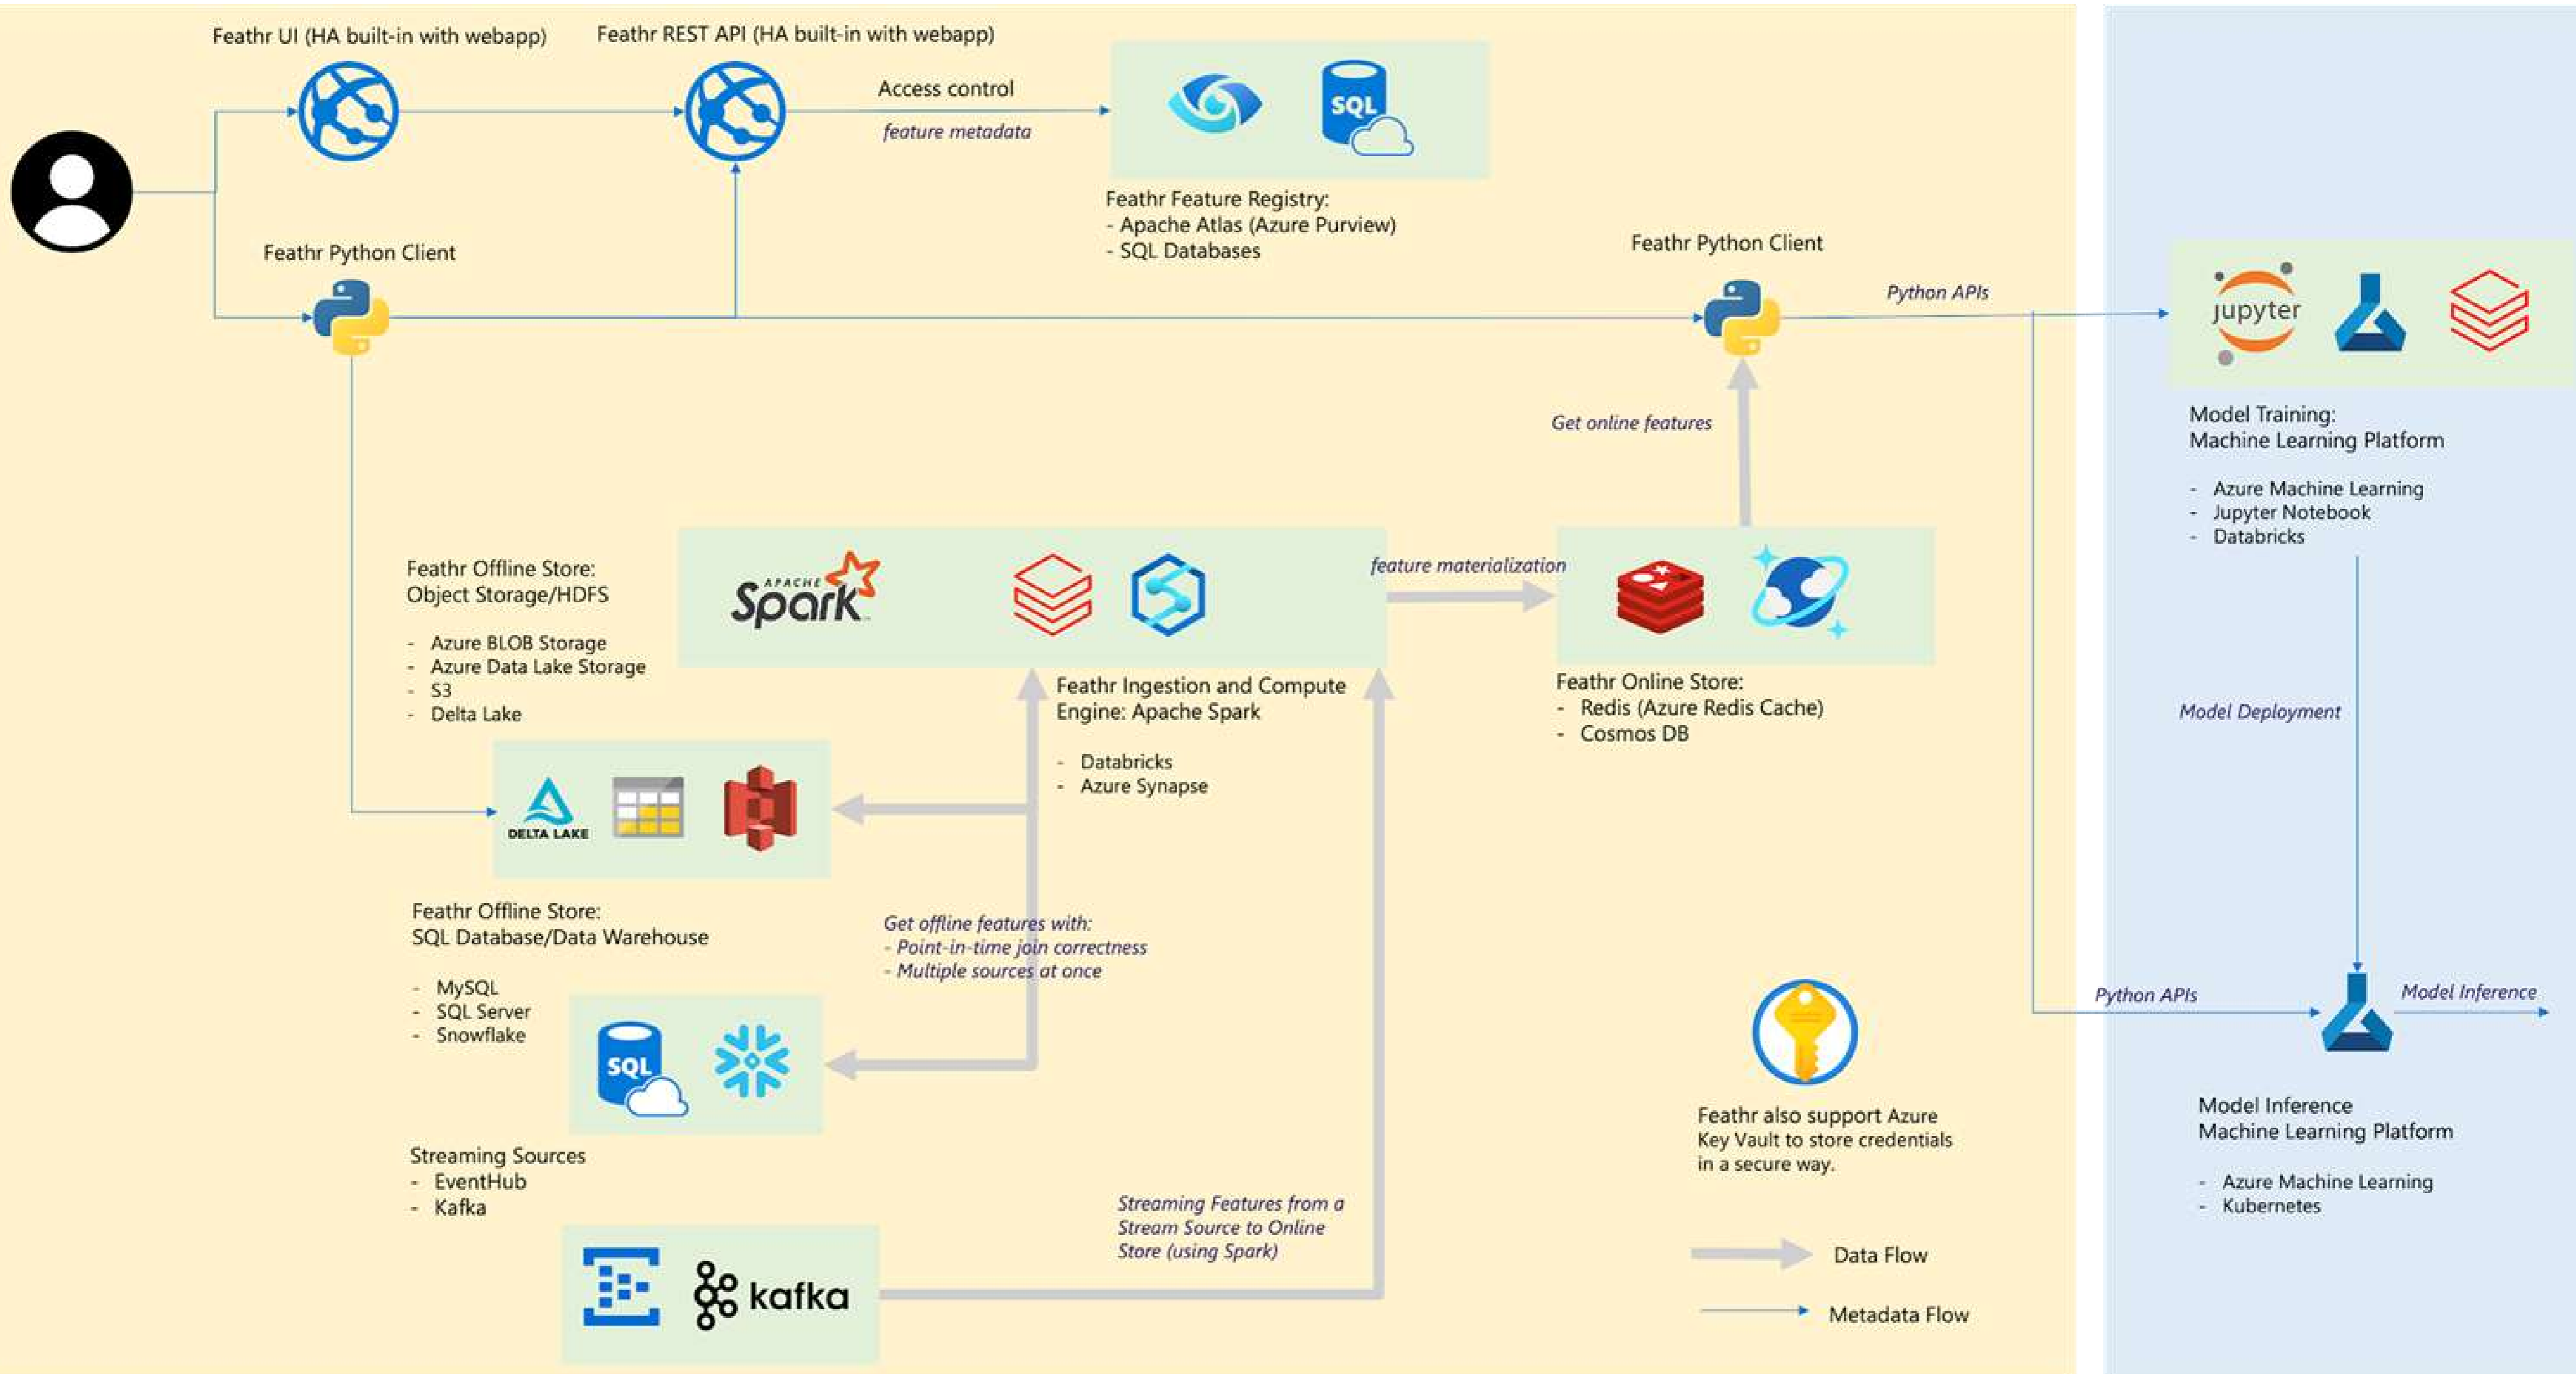 Feathr UI (HA built-in with webapp)
Feathr REST API (HA built-in with webapp)
Access control
feature metadata
SQL
Feathr Feature Registry:
- Apache Atlas (Azure Purview)
- SQL Databases
Feathr Python Client
Feathr Python Client
Python APIs
jupyter
Model Training:
Machine Learning Platform
- Azure Machine Learning
- Jupyter Notebook
- Databricks
Get online features
Feathr Offline Store:
Object Storage/HDFS
- Azure BLOB Storage
- Azure Data Lake Storage
- S3
- Delta Lake
APACHE
Spark
feature materialization
Feathr Ingestion and Compute
Engine: Apache Spark
- Databricks
- Azure Synapse
Feathr Online Store:
- Redis (Azure Redis Cache)
- Cosmos DB
Model Deployment
DELTA LAKE
Feathr Offline Store:
SQL Database/Data Warehouse
- MySQL
- SQL Server
- Snowflake
Get offline features with:
- Point-in-time join correctness
- Multiple sources at once
SQL
Python APIs
Model Inference
Feathr also support Azure
Key Vault to store credentials
in a secure way.
Model Inference
Machine Learning Platform
- Azure Machine Learning
- Kubernetes
Streaming Sources
- EventHub
- Kafka
Streaming Features from a
Stream Source to Online
Store (using Spark)
kafka
Data Flow
Metadata Flow